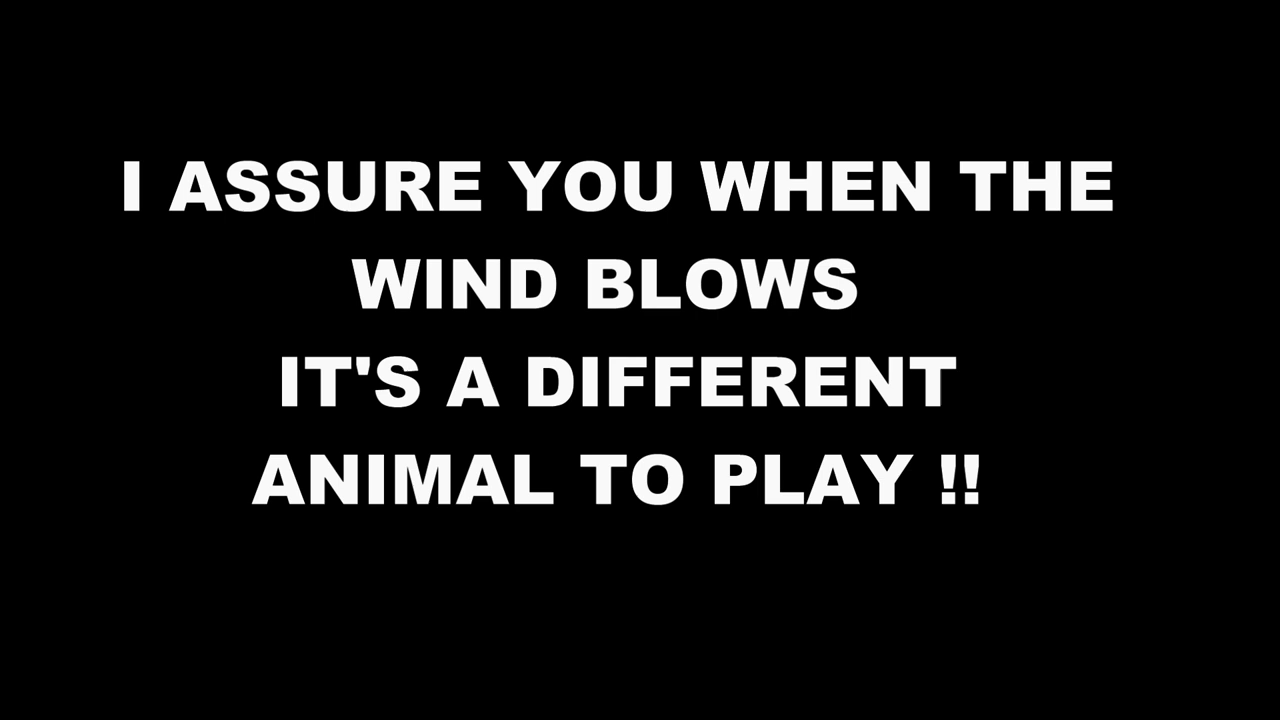 I ASSURE YOU WHEN THE
WIND BLOWS
IT'S A DIFFERENT
ANIMAL TO PLAY !!